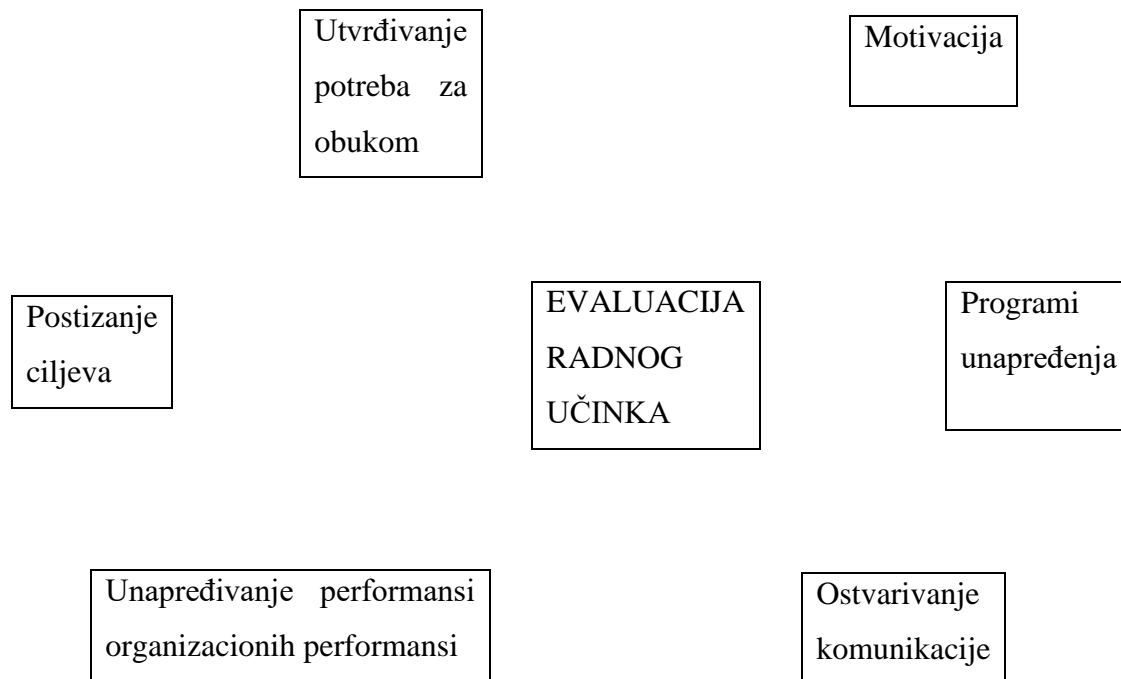 Utvrđivanje
potreba za
obukom
Motivacija
Postizanje
ciljeva
EVALUACIJA
RADNOG
UČINKA
Programi
unapređenja
Unapređivanje performansi
organizacionih performansi
Ostvarivanje
komunikacije